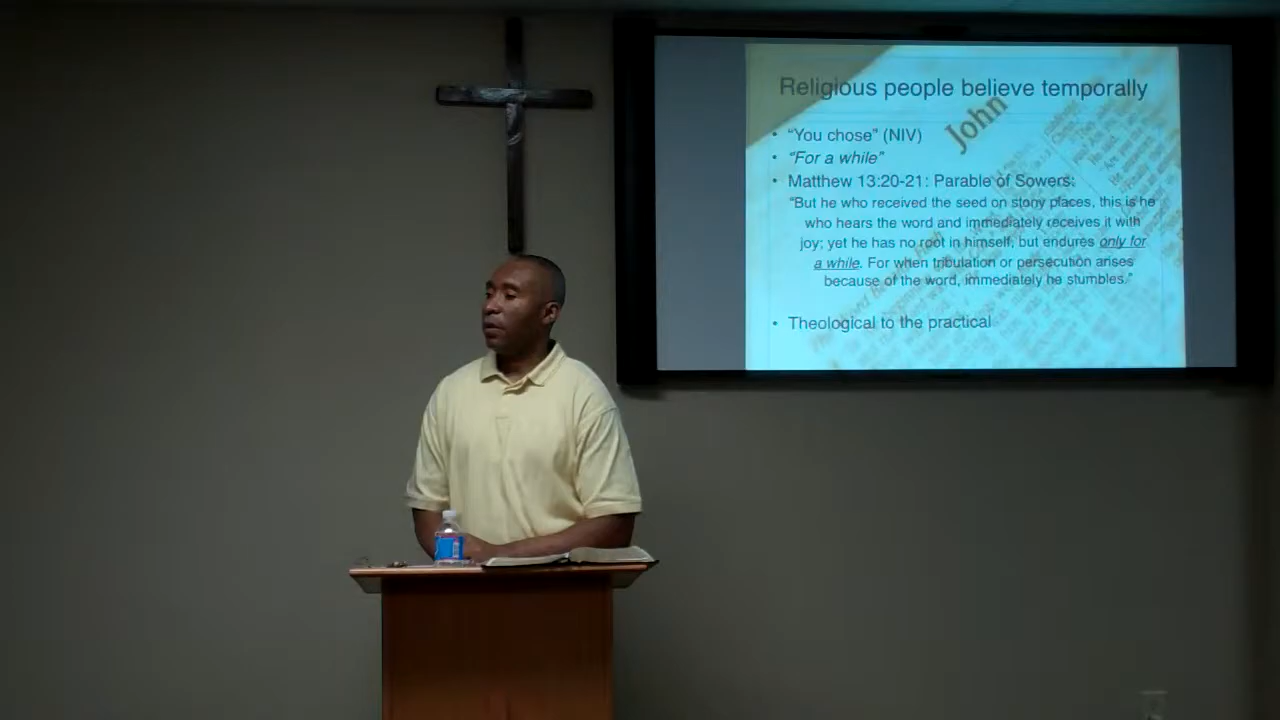 Religious people believe temporally
John
• “You chose” (NIV)
• “For a while”
• Matthew 13:20-21: Parable of Sowers:
“But he who received the seed on stony places, this is he
who hears the word and immediately receives it with
joy; yet he has no root in himself, but endures only for
a while. For when tribulation or persecution arises
because of the word, immediately he stumbles.”
• Theological to the practical